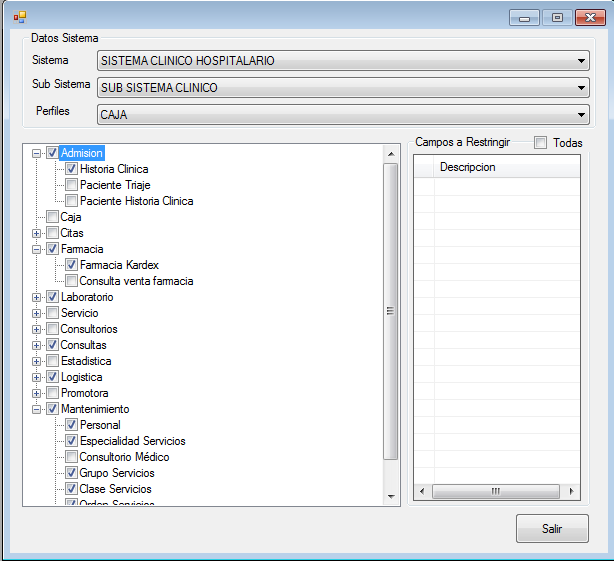 Datos Sistema
Sistema
SISTEMA CLINICO HOSPITALARIO
Sub Sistema
SUB SISTEMA CLINICO
Perfiles
CAJA
Campos a Restringir
Todas
Descripcion
Admision
Historia Clinica
Paciente Triaje
Paciente Historia Clinica
Caja
Citas
Farmacia
Farmacia Kardex
Consulta venta farmacia
Laboratorio
Servicio
Consultorios
Consultas
Estadistica
Logistica
Promotora
Mantenimiento
Personal
Especialidad Servicios
Consultorio Médico
Grupo Servicios
Clase Servicios
Orden Servicios
Salir